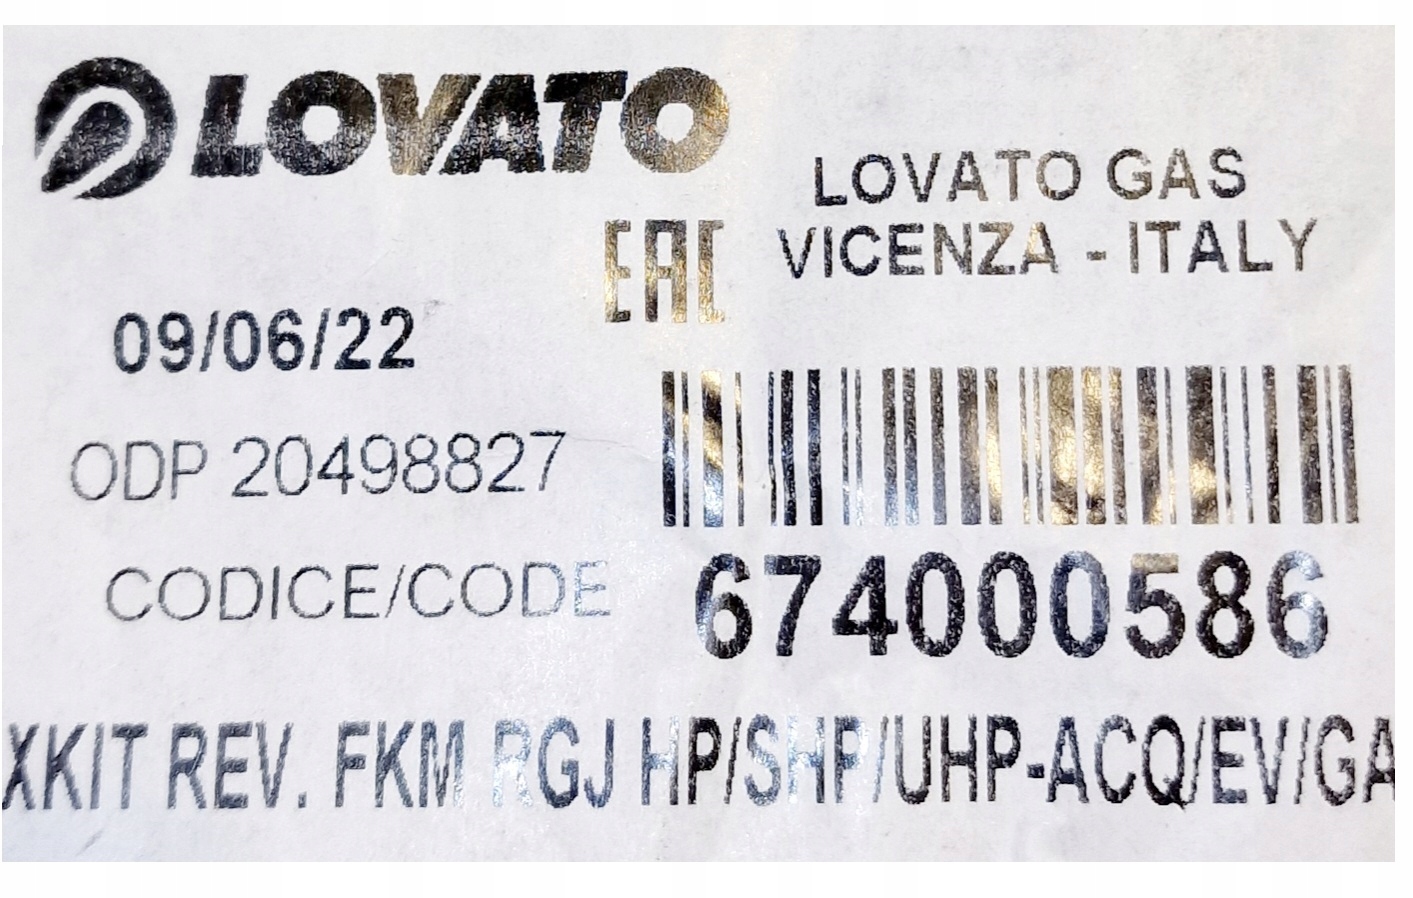 LOVATO
LOVATO GAS
VICENZA - ITALY
EAC
09/06/22
ODP 20498827
CODICE/CODE 674000586
XKIT REV. FKM RGJ HP/SHP/UHP-ACQ/EV/GA